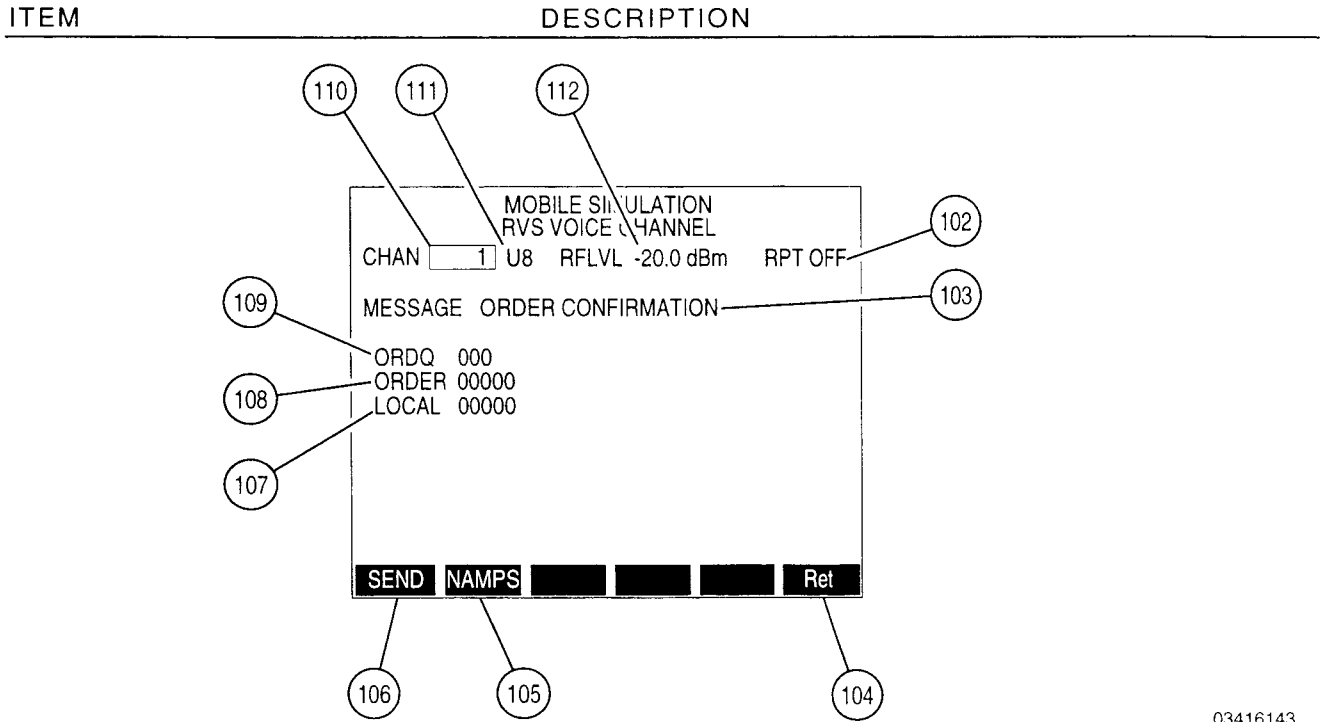 ITEM DESCRIPTION
110 111 112
MOBILE SIMULATION
RVS VOICE CHANNEL
102
CHAN 1 U8 RFLVL -20.0 dBm RPT OFF
109 MESSAGE ORDER CONFIRMATION 103
ORDQ 000
108 ORDER 00000
LOCAL 00000
107
SEND NAMPS Ret
106 105 104
03416143